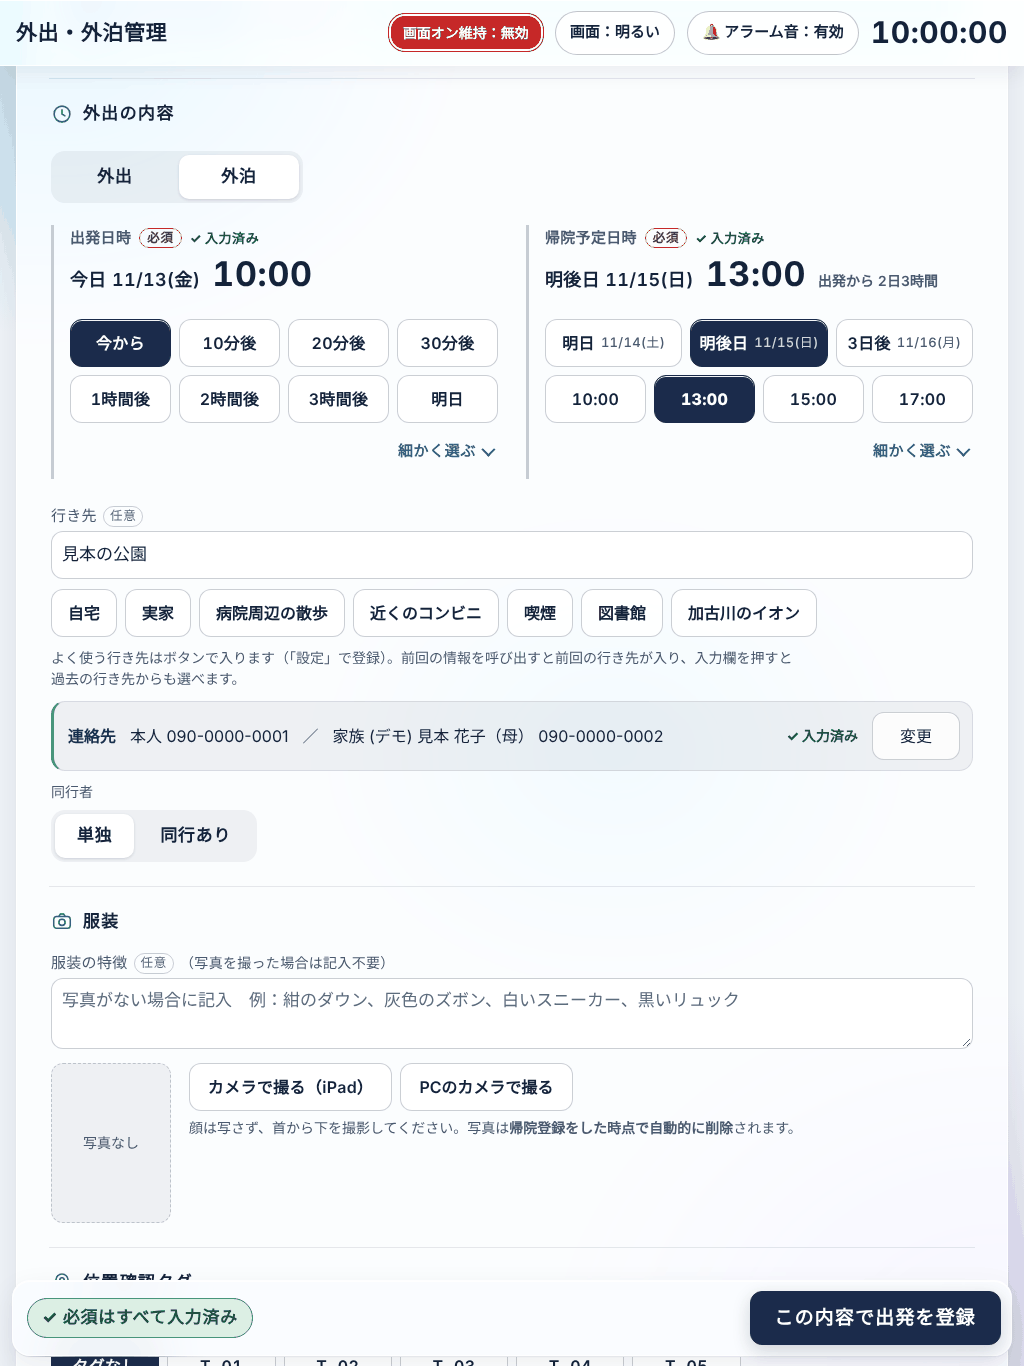 外出・外泊管理
画面オン維持：無効
画面：明るい
アラーム音：有効
10:00:00
外出の内容
外出
外泊
出発日時 必須 ✓ 入力済み
今日 11/13(金) 10:00
今から
10分後
20分後
30分後
1時間後
2時間後
3時間後
明日
細かく選ぶ
帰院予定日時 必須 ✓ 入力済み
明後日 11/15(日) 13:00 出発から 2日3時間
明日 11/14(土)
明後日 11/15(日)
3日後 11/16(月)
10:00
13:00
15:00
17:00
細かく選ぶ
行き先 任意
見本の公園
自宅
実家
病院周辺の散歩
近くのコンビニ
喫煙
図書館
加古川のイオン
よく使う行き先はボタンで入ります（「設定」で登録）。前回の情報を呼び出すと前回の行き先が入り、入力欄を押すと
過去の行き先からも選べます。
連絡先 本人 090-0000-0001 ／ 家族 (デモ) 見本 花子（母） 090-0000-0002 ✓ 入力済み
変更
同行者
単独
同行あり
服装
服装の特徴 任意 （写真を撮った場合は記入不要）
写真がない場合に記入　例：紺のダウン、灰色のズボン、白いスニーカー、黒いリュック
写真なし
カメラで撮る（iPad）
PCのカメラで撮る
顔は写さず、首から下を撮影してください。写真は帰院登録をした時点で自動的に削除されます。
位置確認タグ
✓ 必須はすべて入力済み
この内容で出発を登録
タグなし
T-01
T-02
T-03
T-04
T-05